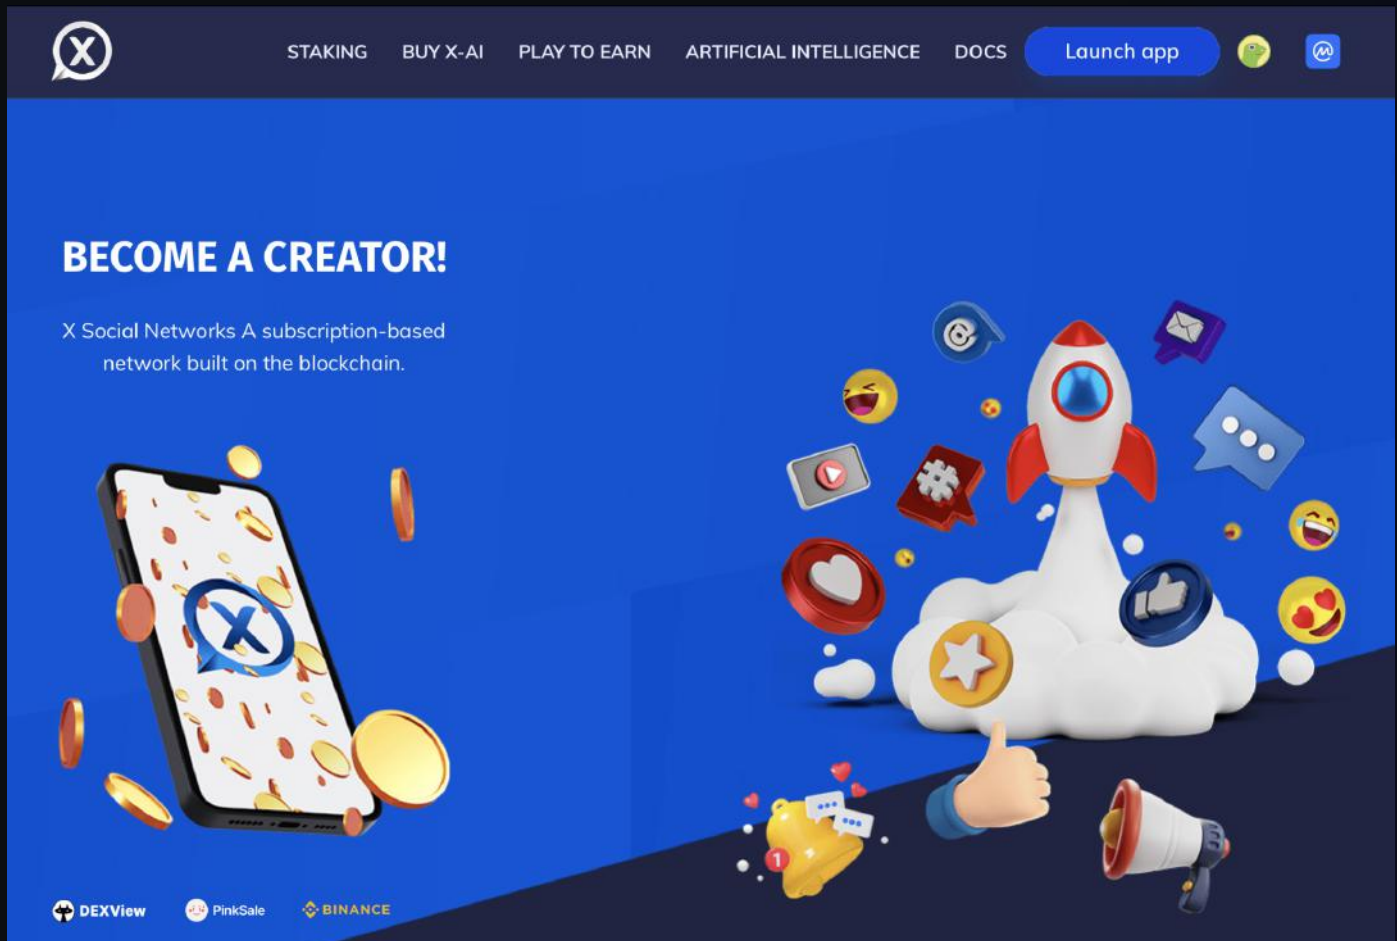 X
STAKING
BUY X-AI
PLAY TO EARN
ARTIFICIAL INTELLIGENCE
DOCS
Launch app
BECOME A CREATOR!
X Social Networks A subscription-based
network built on the blockchain.
@
#
X
1
DEXView
PinkSale
BINANCE